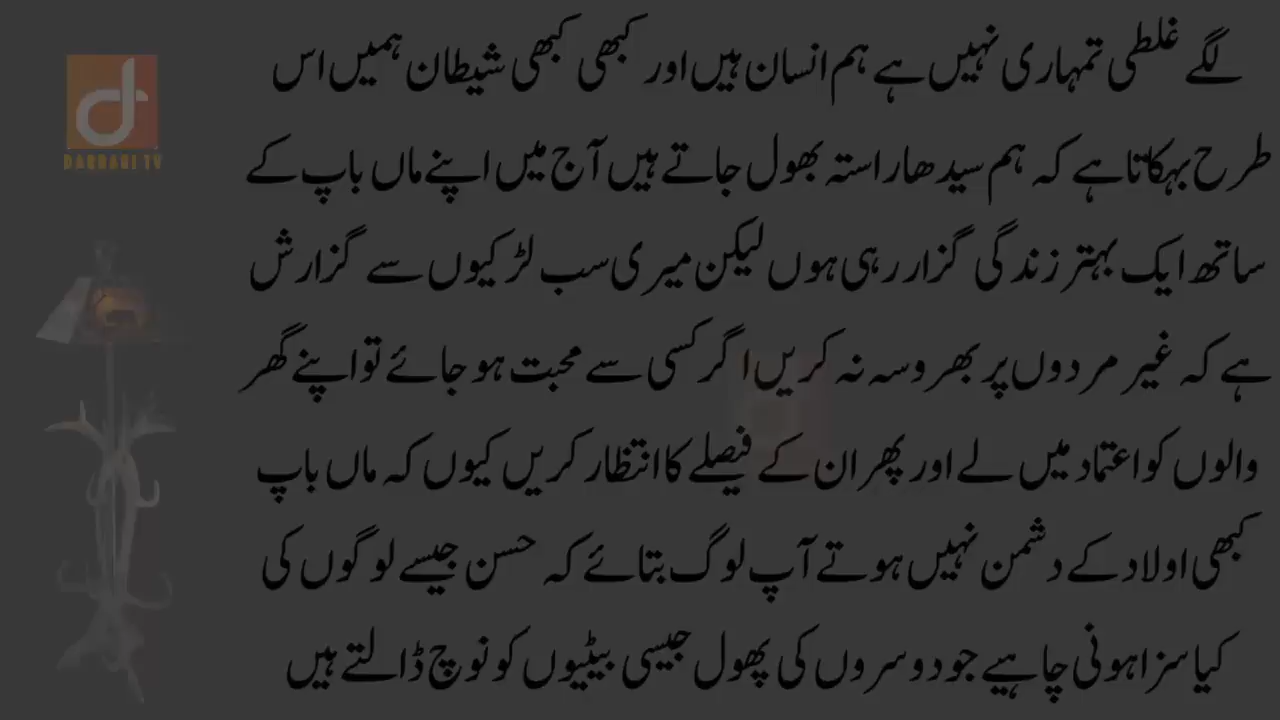 لگے غلطی تمہاری نہیں ہے ہم انسان ہیں اور کبھی کبھی شیطان ہمیں اس
طرح بہکاتا ہے کہ ہم سیدھا راستہ بھول جاتے ہیں آج میں اپنے ماں باپ کے
ساتھ ایک بہتر زندگی گزار رہی ہوں لیکن میری سب لڑکیوں سے گزارش
ہے کہ غیر مردوں پر بھروسہ نہ کریں اگر کسی سے محبت ہو جائے تو اپنے گھر
والوں کو اعتماد میں لے اور پھر ان کے فیصلے کا انتظار کریں کیوں کہ ماں باپ
کبھی اولاد کے دشمن نہیں ہوتے آپ لوگ بتائے کہ حسن جیسے لوگوں کی
کیا سزا ہونی چاہیے جو دوسروں کی پھول جیسی بیٹیوں کو نوچ ڈالتے ہیں